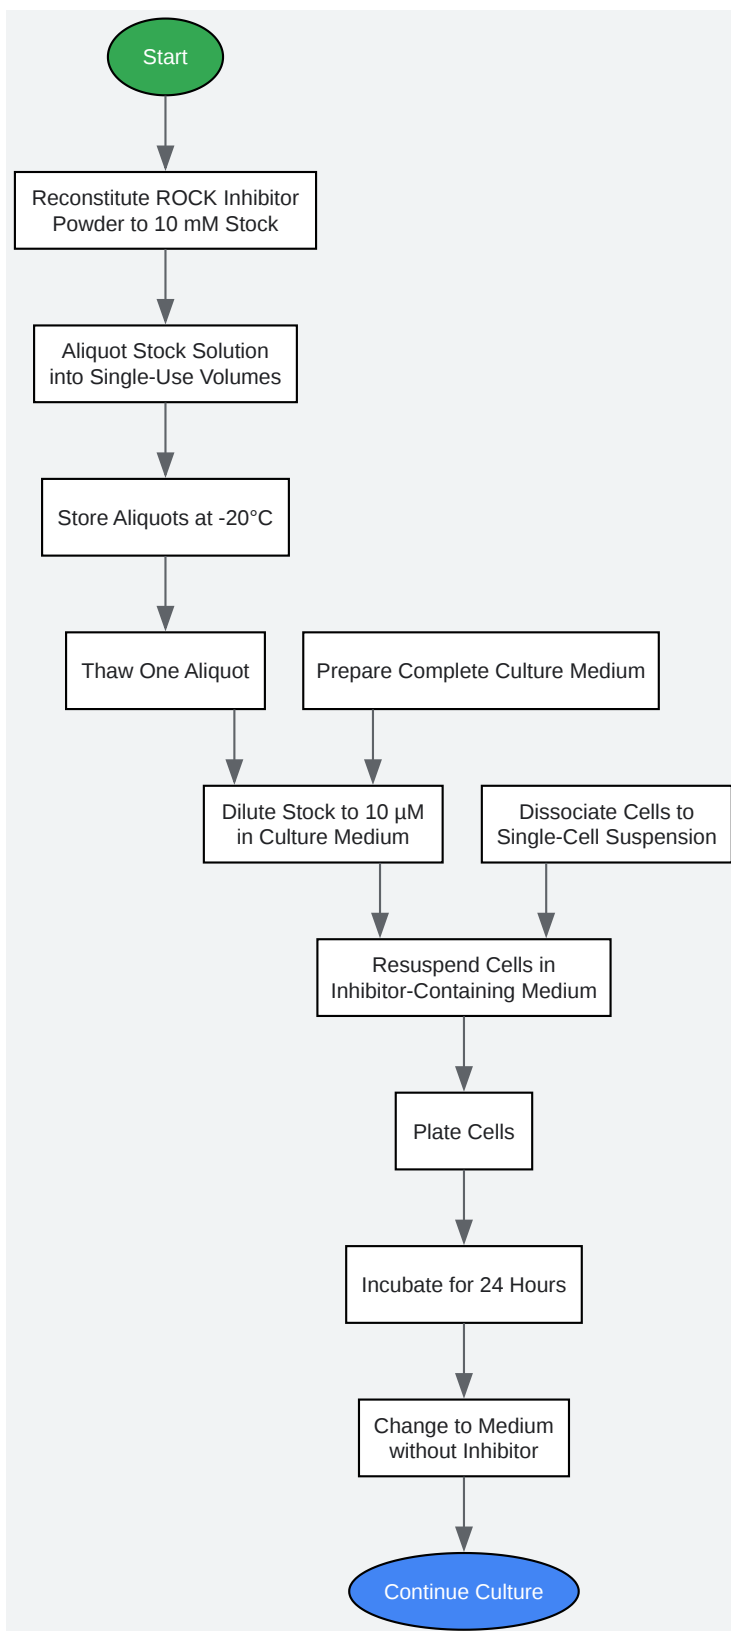 Start
Reconstitute ROCK Inhibitor
Powder to 10 mM Stock
Aliquot Stock Solution
into Single-Use Volumes
Store Aliquots at -20°C
Thaw One Aliquot
Prepare Complete Culture Medium
Dilute Stock to 10 µM
in Culture Medium
Dissociate Cells to
Single-Cell Suspension
Resuspend Cells in
Inhibitor-Containing Medium
Plate Cells
Incubate for 24 Hours
Change to Medium
without Inhibitor
Continue Culture